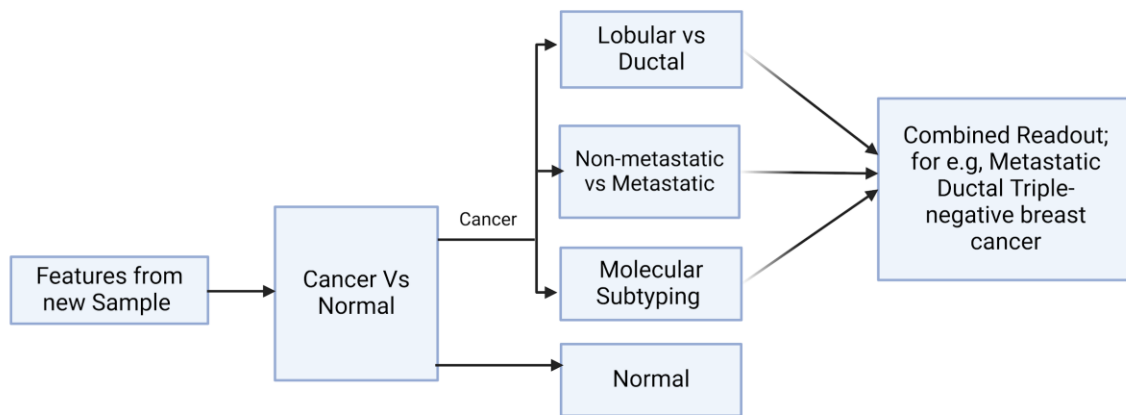 Features from
new Sample
Cancer Vs
Normal
Cancer
Lobular vs
Ductal
Non-metastatic
vs Metastatic
Molecular
Subtyping
Normal
Combined Readout;
for e.g, Metastatic
Ductal Triple-
negative breast
cancer